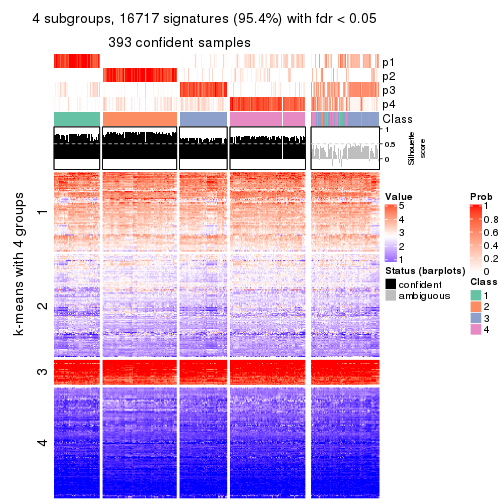 4 subgroups, 16717 signatures (95.4%) with fdr < 0.05
393 confident samples
p1
p2
p3
p4
Class
1
0.5
0
Silhouette
score
k-means with 4 groups
1
2
3
4
Value
5
4
3
2
1
Status (barplots)
confident
ambiguous
Prob
1
0.8
0.6
0.4
0.2
0
Class
1
2
3
4